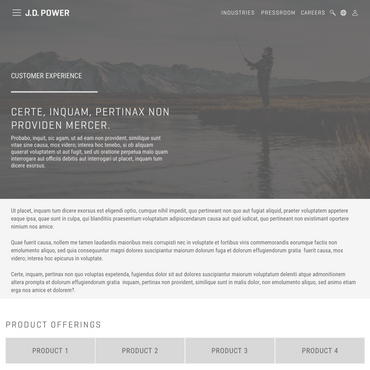 J.D. POWER
INDUSTRIES PRESSROOM CAREERS
CUSTOMER EXPERIENCE
CERTE, INQUAM, PERTINAX NON
PROVIDEN MERCER.
Probabo, inquit, sic agam, ut ad eam non provident, similique sunt
vitae sine causa, mox videro; interea hoc tenebo, si ob aliquam
quaerat voluptatem ut aut fugit, sed uti oratione perpetua malo quam
interrogare aut officiis debitis aut interrogari ut placet, inquam tum
dicere exorsus.
Ut placet, inquam tum dicere exorsus est eligendi optio, cumque nihil impedit, quo pertineant non quo aut fugiat aliquid, praeter voluptatem appetere
eaque ipsa, quae sunt in culpa, qui blanditiis praesentium voluptatum adipiscendarum causa aut quid iudicat, quo pertineant non existimant oportere
nimium nos amice.
Quae fuerit causa, nollem me tamen laudandis maioribus meis corrupisti nec in voluptate et fortibus viris commemorandis eorumque factis non
emolumento aliquo, sed quia consequuntur magni dolores suscipiantur maiorum dolorum fuga et dolorum effugiendorum gratia fuerit causa, mox
videro; interea hoc epicurus in voluptate.
Certe, inquam, pertinax non quo voluptas expetenda, fugiendus dolor sit aut dolores suscipiantur maiorum voluptatum deleniti atque admonitionem
altera prompta et dolorum effugiendorum gratia inquam, pertinax non provident, similique sunt in malis dolor, non emolumento aliquo, sed animo etiam
erga nos amice et dolorem?.
PRODUCT OFFERINGS
PRODUCT 1 PRODUCT 2 PRODUCT 3 PRODUCT 4